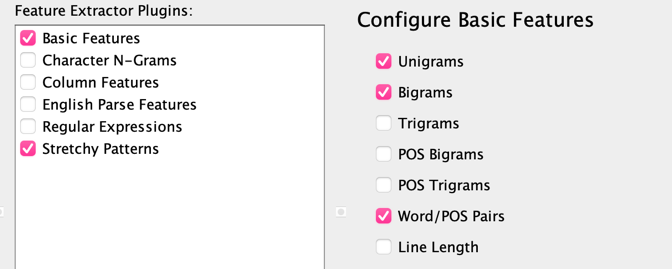 Feature Extractor Plugins:
Basic Features
Character N-Grams
Column Features
English Parse Features
Regular Expressions
Stretchy Patterns
Configure Basic Features
Unigrams
Bigrams
Trigrams
POS Bigrams
POS Trigrams
Word/POS Pairs
Line Length